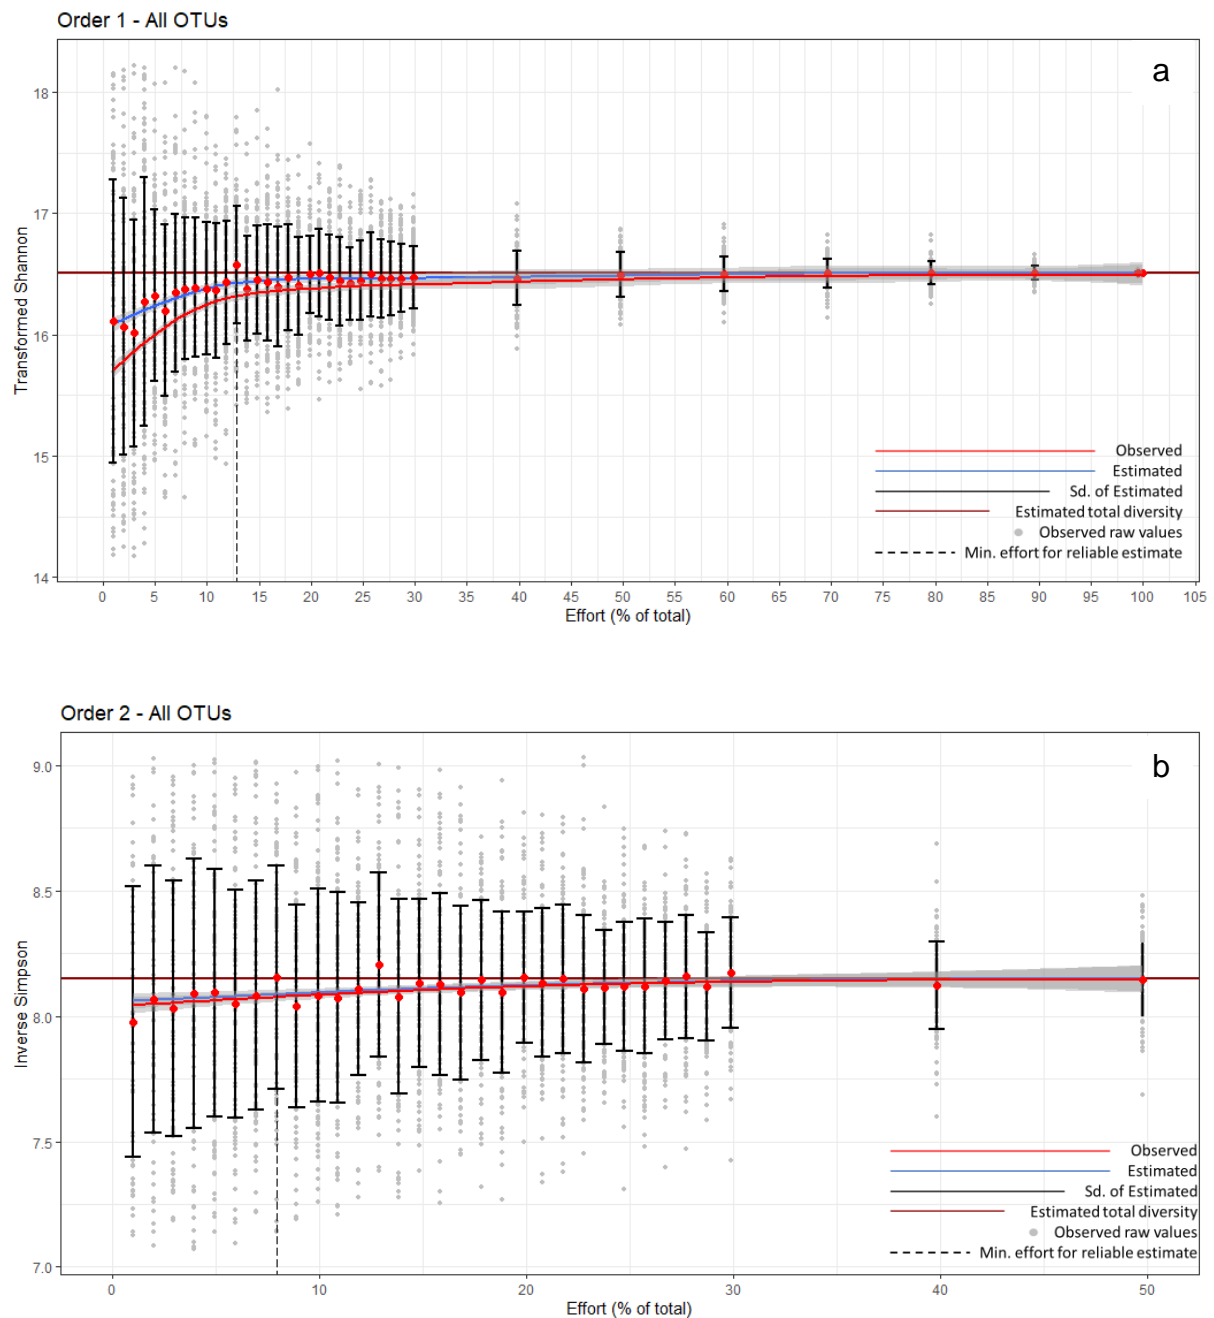 Order 1 - All OTUs
a
18
17
16
15
14
Transformed Shannon
Observed
Estimated
Sd. of Estimated
Estimated total diversity
Observed raw values
Min. effort for reliable estimate
0 5 10 15 20 25 30 35 40 45 50 55 60 65 70 75 80 85 90 95 100 105
Effort (% of total)
Order 2 - All OTUs
b
9.0
8.5
8.0
7.5
7.0
Inverse Simpson
Observed
Estimated
Sd. of Estimated
Estimated total diversity
Observed raw values
Min. effort for reliable estimate
0 10 20 30 40 50
Effort (% of total)